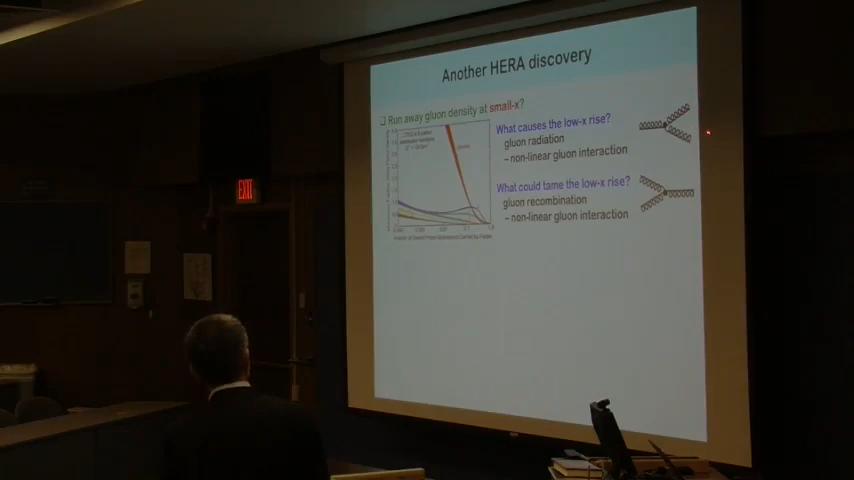 Another HERA discovery
❑ Run away gluon density at small-x?
What causes the low-x rise?
gluon radiation
– non-linear gluon interaction
What could tame the low-x rise?
gluon recombination
– non-linear gluon interaction
EXIT